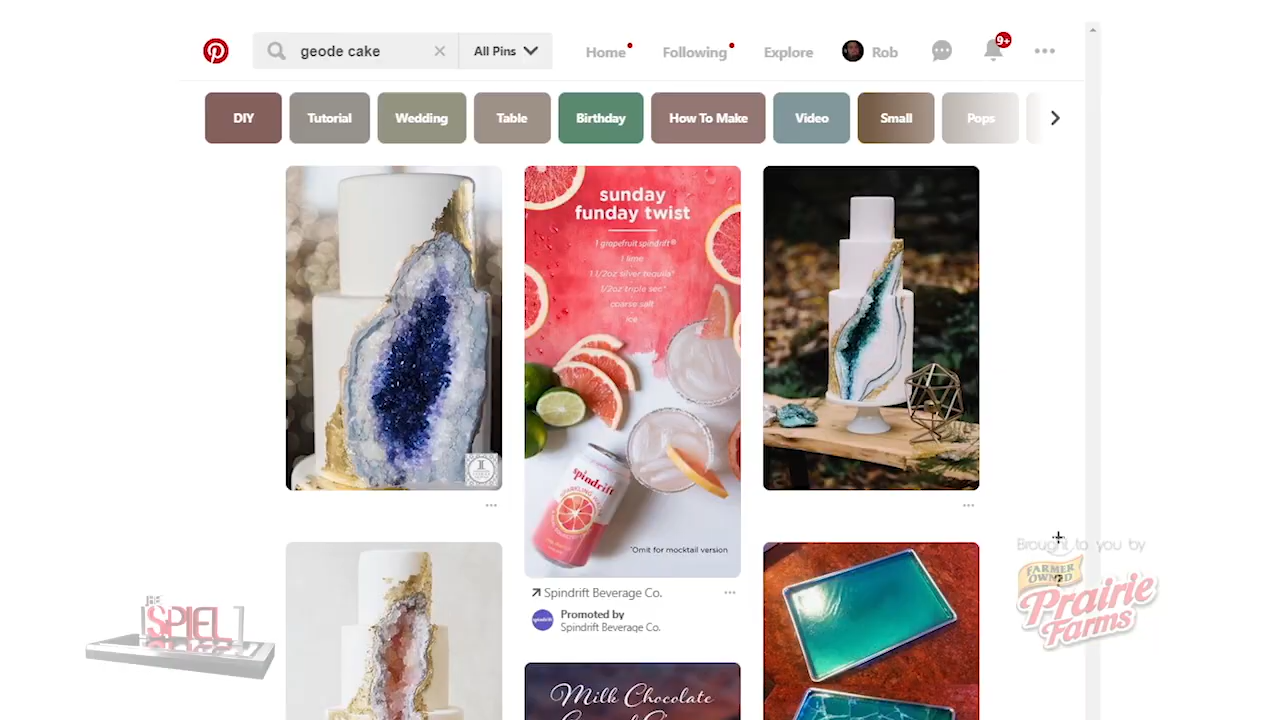 geode cake
All Pins
Home
Following
Explore
Rob
9+
DIY
Tutorial
Wedding
Table
Birthday
How To Make
Video
Small
Pops
sunday
funday twist
1 grapefruit spindrift®
1 lime
1 1/2oz silver tequila*
1/2oz triple sec*
coarse salt
ice
spindrift
SPARKLING
*Omit for mocktail version
Spindrift Beverage Co.
spindrift
Promoted by
Spindrift Beverage Co.
Milk Chocolate
THE
SPIEL
Brought to you by
FARMER
OWNED
Prairie
Farms